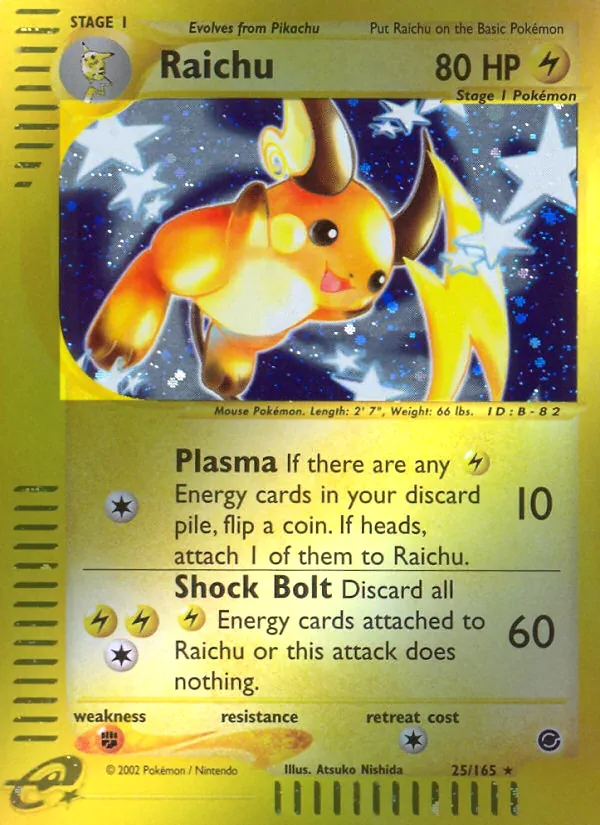 STAGE 1 Evolves from Pikachu Put Raichu on the Basic Pokémon
Raichu 80 HP
Stage 1 Pokémon
Mouse Pokémon. Length: 2' 7", Weight: 66 lbs. ID:B-82
Plasma If there are any
Energy cards in your discard
pile, flip a coin. If heads,
attach 1 of them to Raichu.
10
Shock Bolt Discard all
Energy cards attached to
Raichu or this attack does
nothing.
60
weakness resistance retreat cost
© 2002 Pokémon / Nintendo Illus. Atsuko Nishida 25/165 ★
e